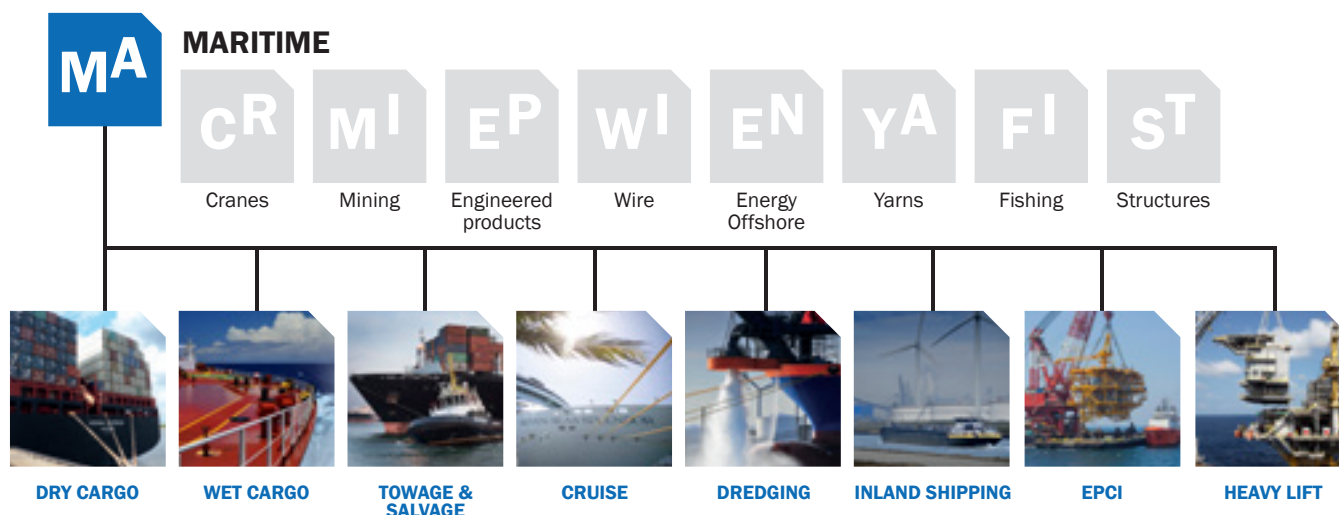 MA
MARITIME
CR
MI
EP
WI
EN
YA
FI
ST
Cranes
Mining
Engineered
products
Wire
Energy
Offshore
Yarns
Fishing
Structures
DRY CARGO
WET CARGO
TOWAGE &
SALVAGE
CRUISE
DREDGING
INLAND SHIPPING
EPCI
HEAVY LIFT